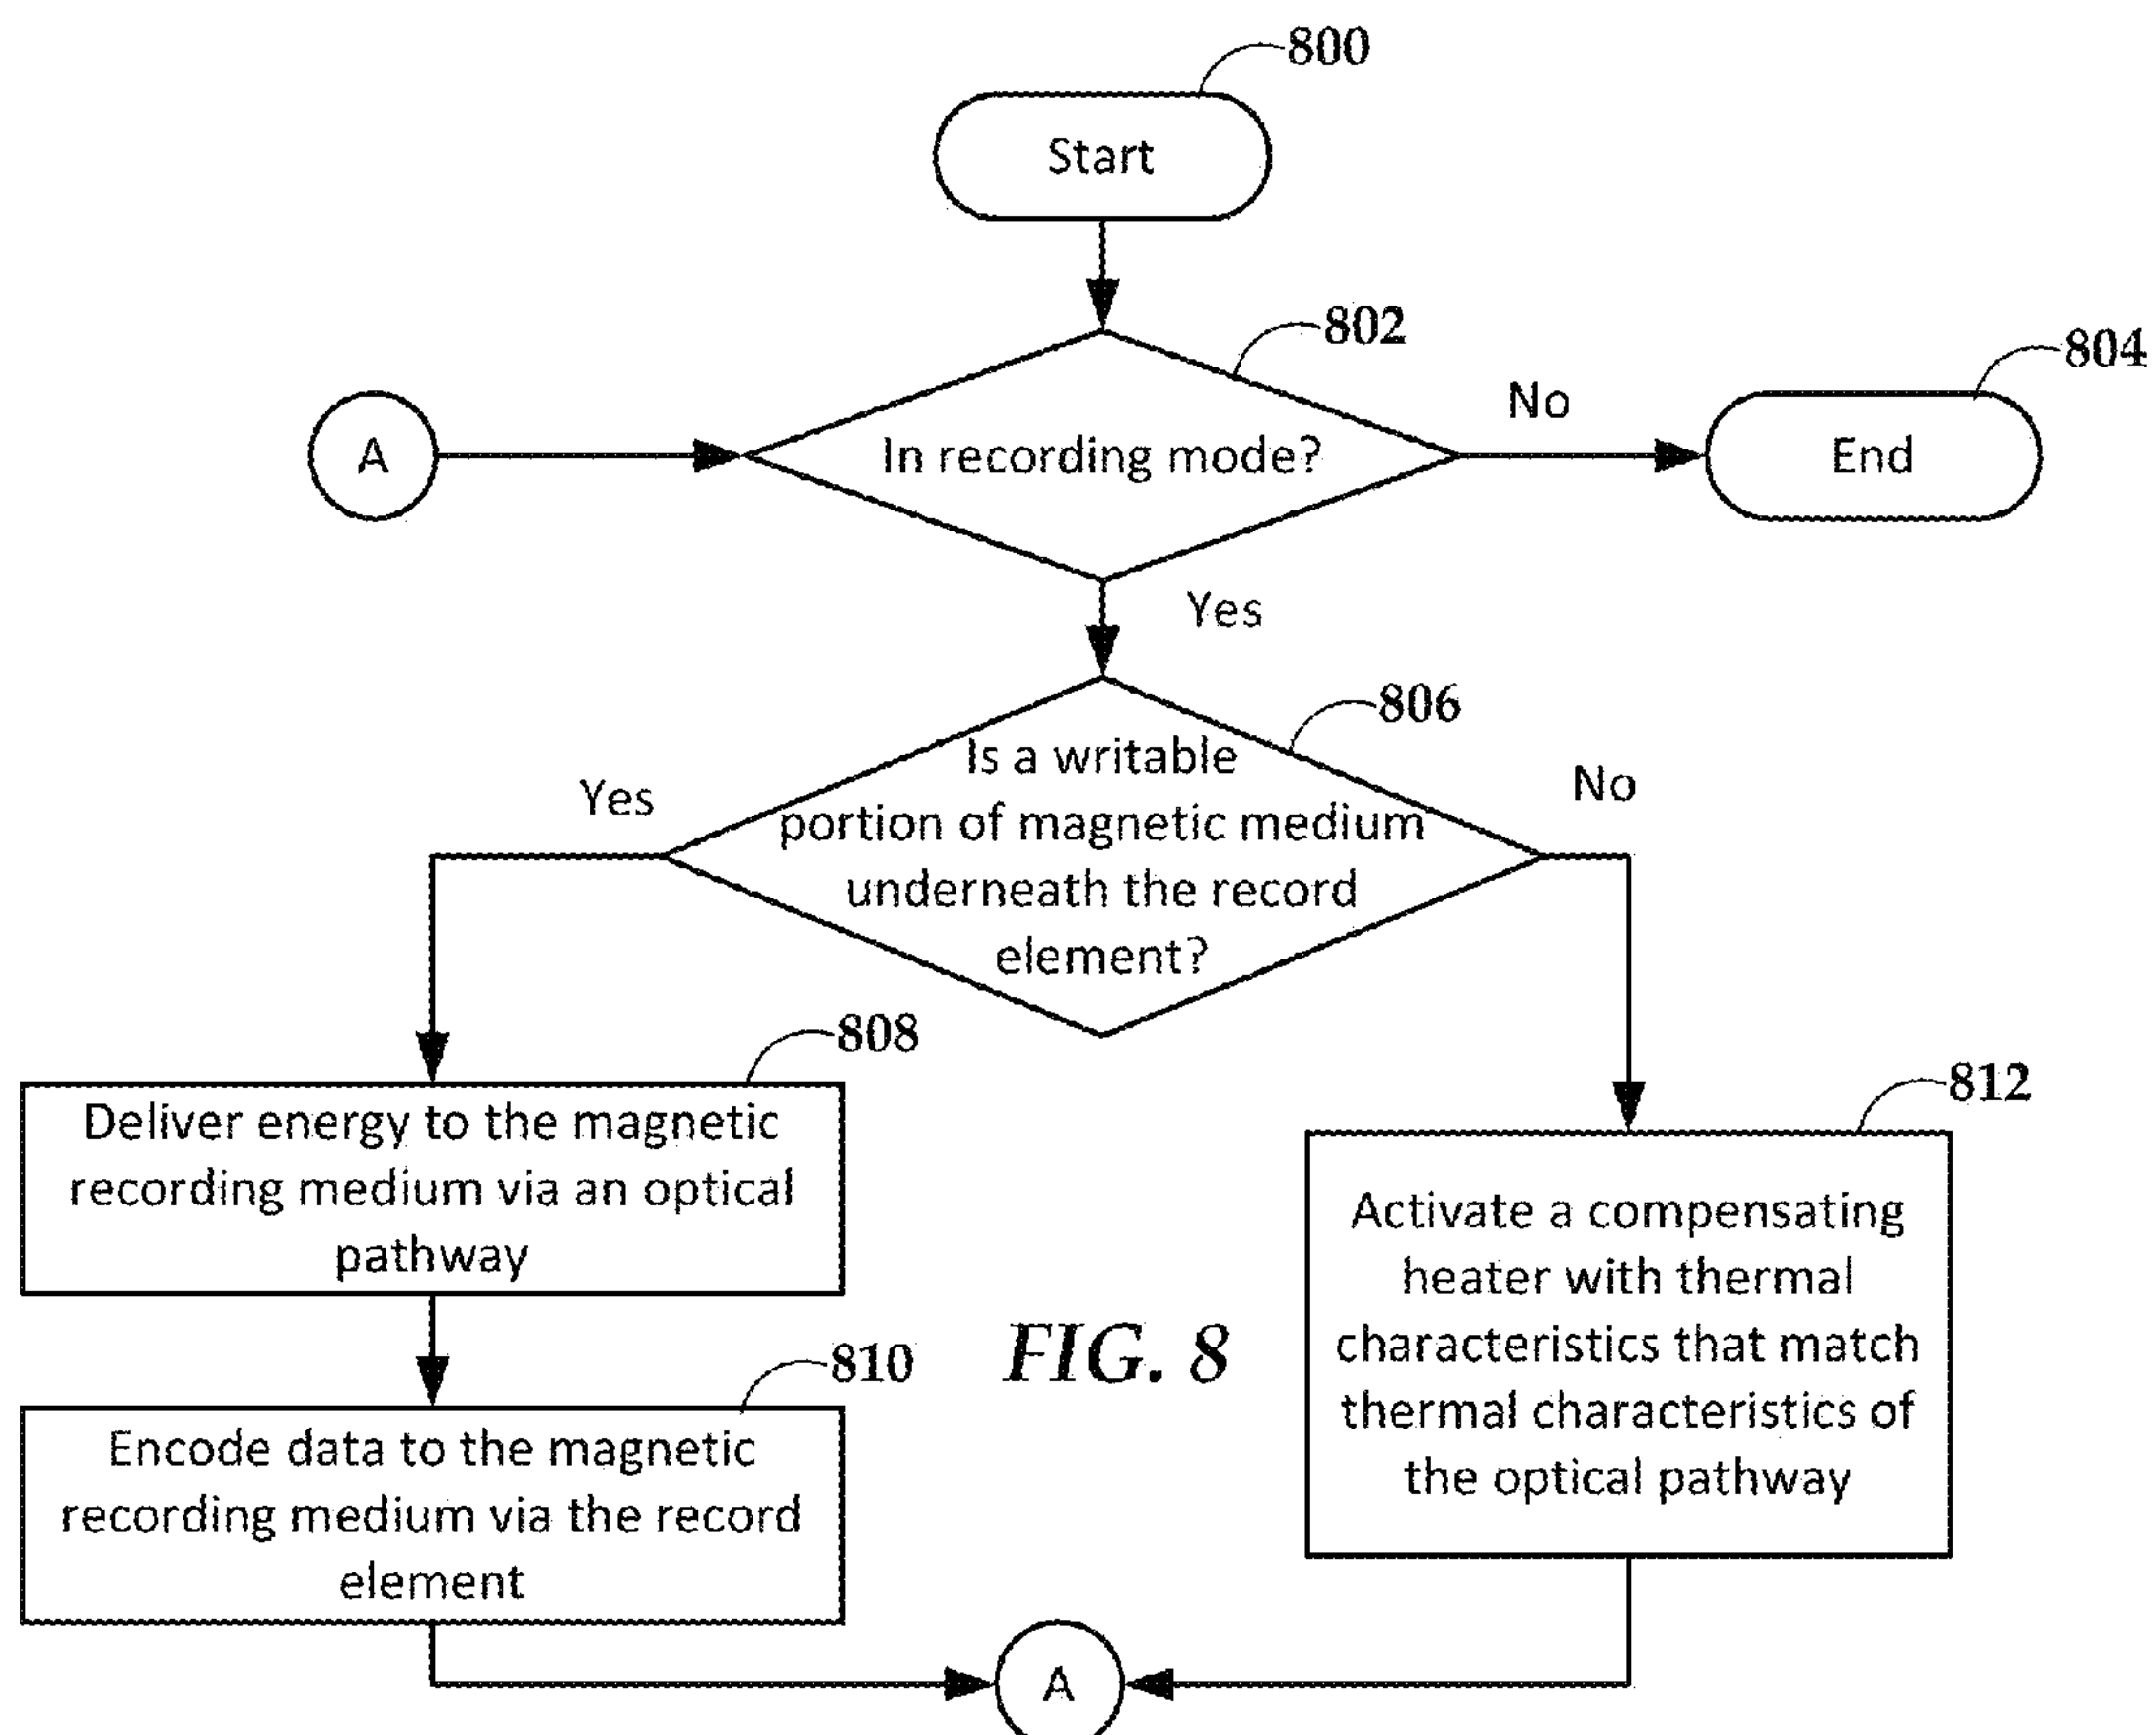 800
Start
802
804
A
In recording mode?
No
End
Yes
806
Is a writable
portion of magnetic medium
underneath the record
element?
Yes
No
808
Deliver energy to the magnetic
recording medium via an optical
pathway
812
Activate a compensating
heater with thermal
characteristics that match
thermal characteristics of
the optical pathway
FIG. 8
810
Encode data to the magnetic
recording medium via the record
element
A